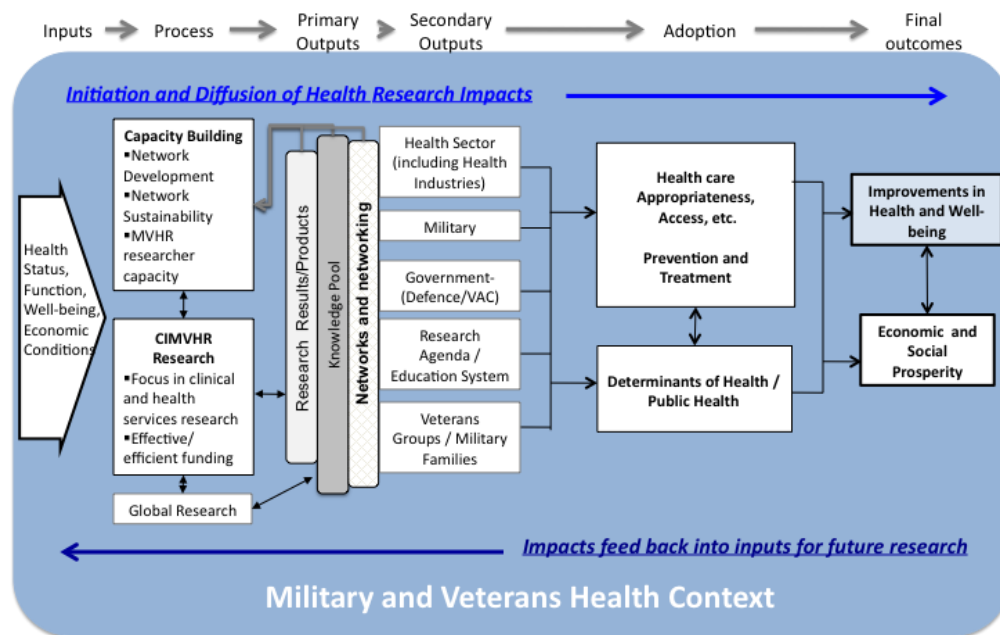 Inputs
Process
Primary
Outputs
Secondary
Outputs
Adoption
Final
outcomes
Initiation and Diffusion of Health Research Impacts
Health
Status,
Function,
Well-being,
Economic
Conditions
Capacity Building
▪Network
Development
▪Network
Sustainability
▪MVHR
researcher
capacity
CIMVHR
Research
▪Focus in clinical
and health
services research
▪Effective/
efficient funding
Global Research
Research Results/Products
Knowledge Pool
Networks and networking
Health Sector
(including Health
Industries)
Military
Government-
(Defence/VAC)
Research
Agenda /
Education System
Veterans
Groups / Military
Families
Health care
Appropriateness,
Access, etc.
Prevention and
Treatment
Determinants of Health /
Public Health
Improvements in
Health and Well-
being
Economic and
Social
Prosperity
Impacts feed back into inputs for future research
Military and Veterans Health Context